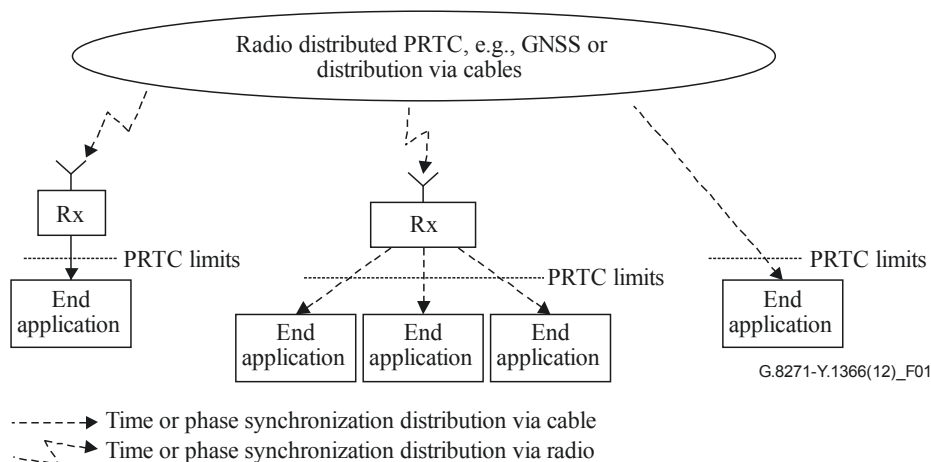 Radio distributed PRTC, e.g., GNSS or
distribution via cables
Rx
Rx
PRTC limits
PRTC limits
PRTC limits
End
application
End
application
End
application
End
application
End
application
G.8271-Y.1366(12)_F01
Time or phase synchronization distribution via cable
Time or phase synchronization distribution via radio